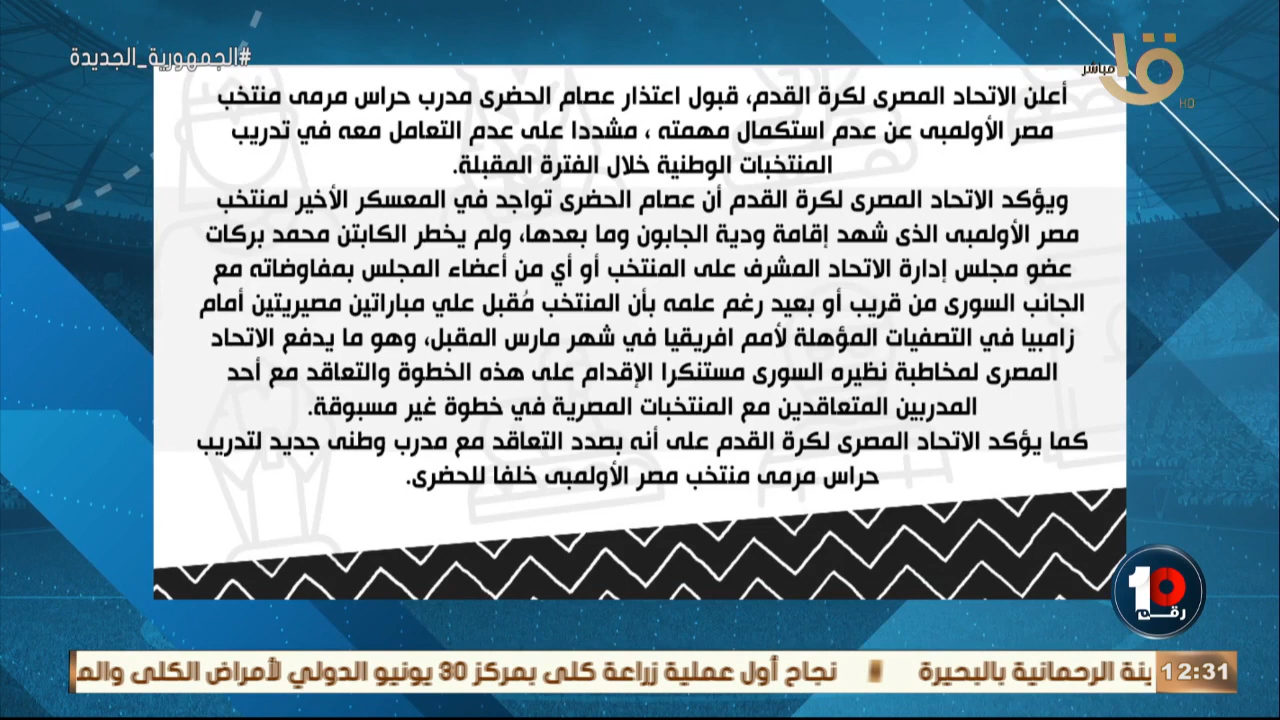 #الجمهورية_الجديدة
مباشر
HD
أعلن الاتحاد المصرى لكرة القدم، قبول اعتذار عصام الحضرى مدرب حراس مرمى منتخب
مصر الأولمبى عن عدم استكمال مهمته ، مشددا على عدم التعامل معه في تدريب
المنتخبات الوطنية خلال الفترة المقبلة.
ويؤكد الاتحاد المصرى لكرة القدم أن عصام الحضرى تواجد في المعسكر الأخير لمنتخب
مصر الأولمبى الذى شهد إقامة ودية الجابون وما بعدها، ولم يخطر الكابتن محمد بركات
عضو مجلس إدارة الاتحاد المشرف على المنتخب أو أي من أعضاء المجلس بمفاوضاته مع
الجانب السورى من قريب أو بعيد رغم علمه بأن المنتخب مُقبل علي مباراتين مصيريتين أمام
زامبيا في التصفيات المؤهلة لأمم افريقيا في شهر مارس المقبل، وهو ما يدفع الاتحاد
المصرى لمخاطبة نظيره السورى مستنكرا الإقدام على هذه الخطوة والتعاقد مع أحد
المدربين المتعاقدين مع المنتخبات المصرية في خطوة غير مسبوقة.
كما يؤكد الاتحاد المصرى لكرة القدم على أنه بصدد التعاقد مع مدرب وطنى جديد لتدريب
حراس مرمى منتخب مصر الأولمبى خلفا للحضرى.
رقم 10
12:31 ينة الرحمانية بالبحيرة نجاح أول عملية زراعة كلى بمركز 30 يونيو الدولي لأمراض الكلى والم